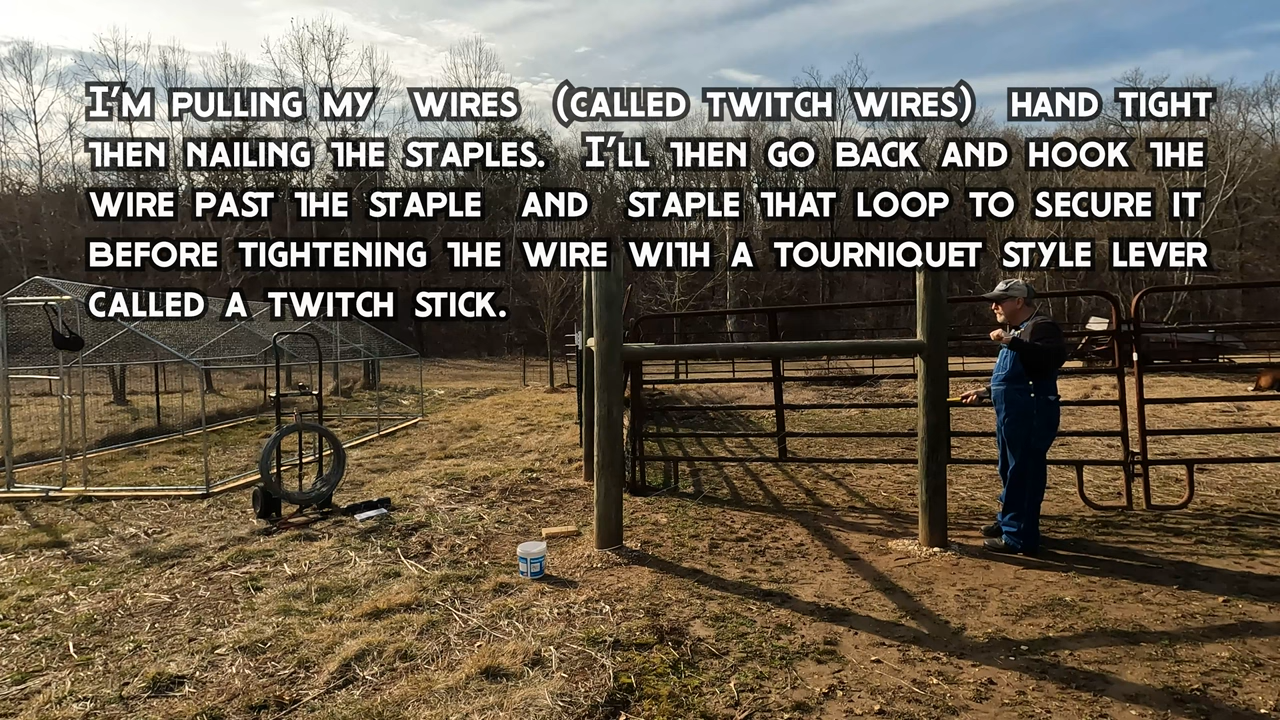 I'M PULLING MY WIRES (CALLED TWITCH WIRES) HAND TIGHT
THEN NAILING THE STAPLES. I'LL THEN GO BACK AND HOOK THE
WIRE PAST THE STAPLE AND STAPLE THAT LOOP TO SECURE IT
BEFORE TIGHTENING THE WIRE WITH A TOURNIQUET STYLE LEVER
CALLED A TWITCH STICK.